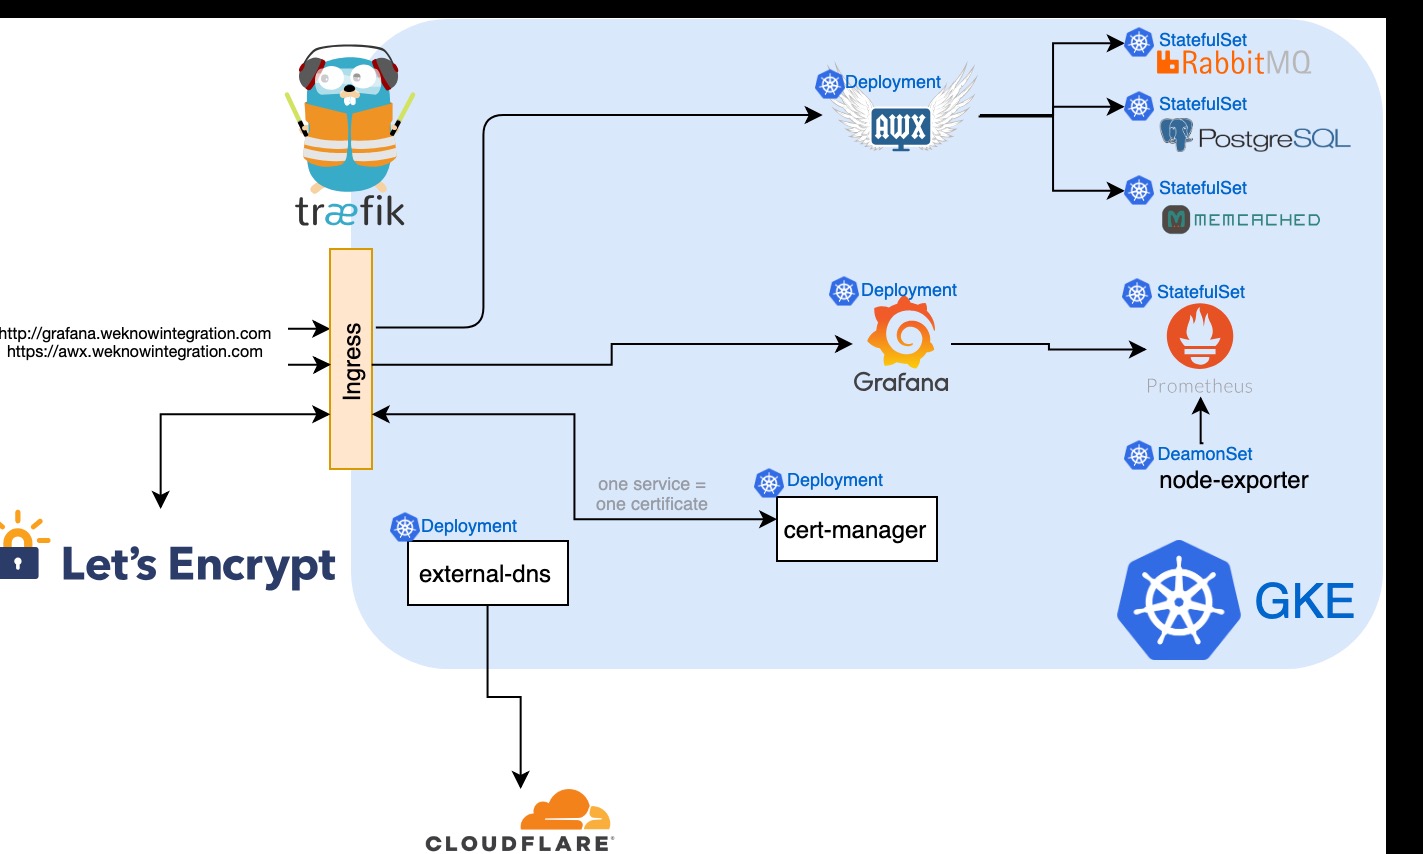 Deployment
AWX
StatefulSet
RabbitMQ
StatefulSet
PostgreSQL
StatefulSet
MEMCACHED
træfik
Ingress
http://grafana.weknowintegration.com
https://awx.weknowintegration.com
Deployment
Grafana
StatefulSet
Prometheus
DeamonSet
node-exporter
one service =
one certificate
Deployment
cert-manager
Let's Encrypt
Deployment
external-dns
GKE
CLOUDFLARE